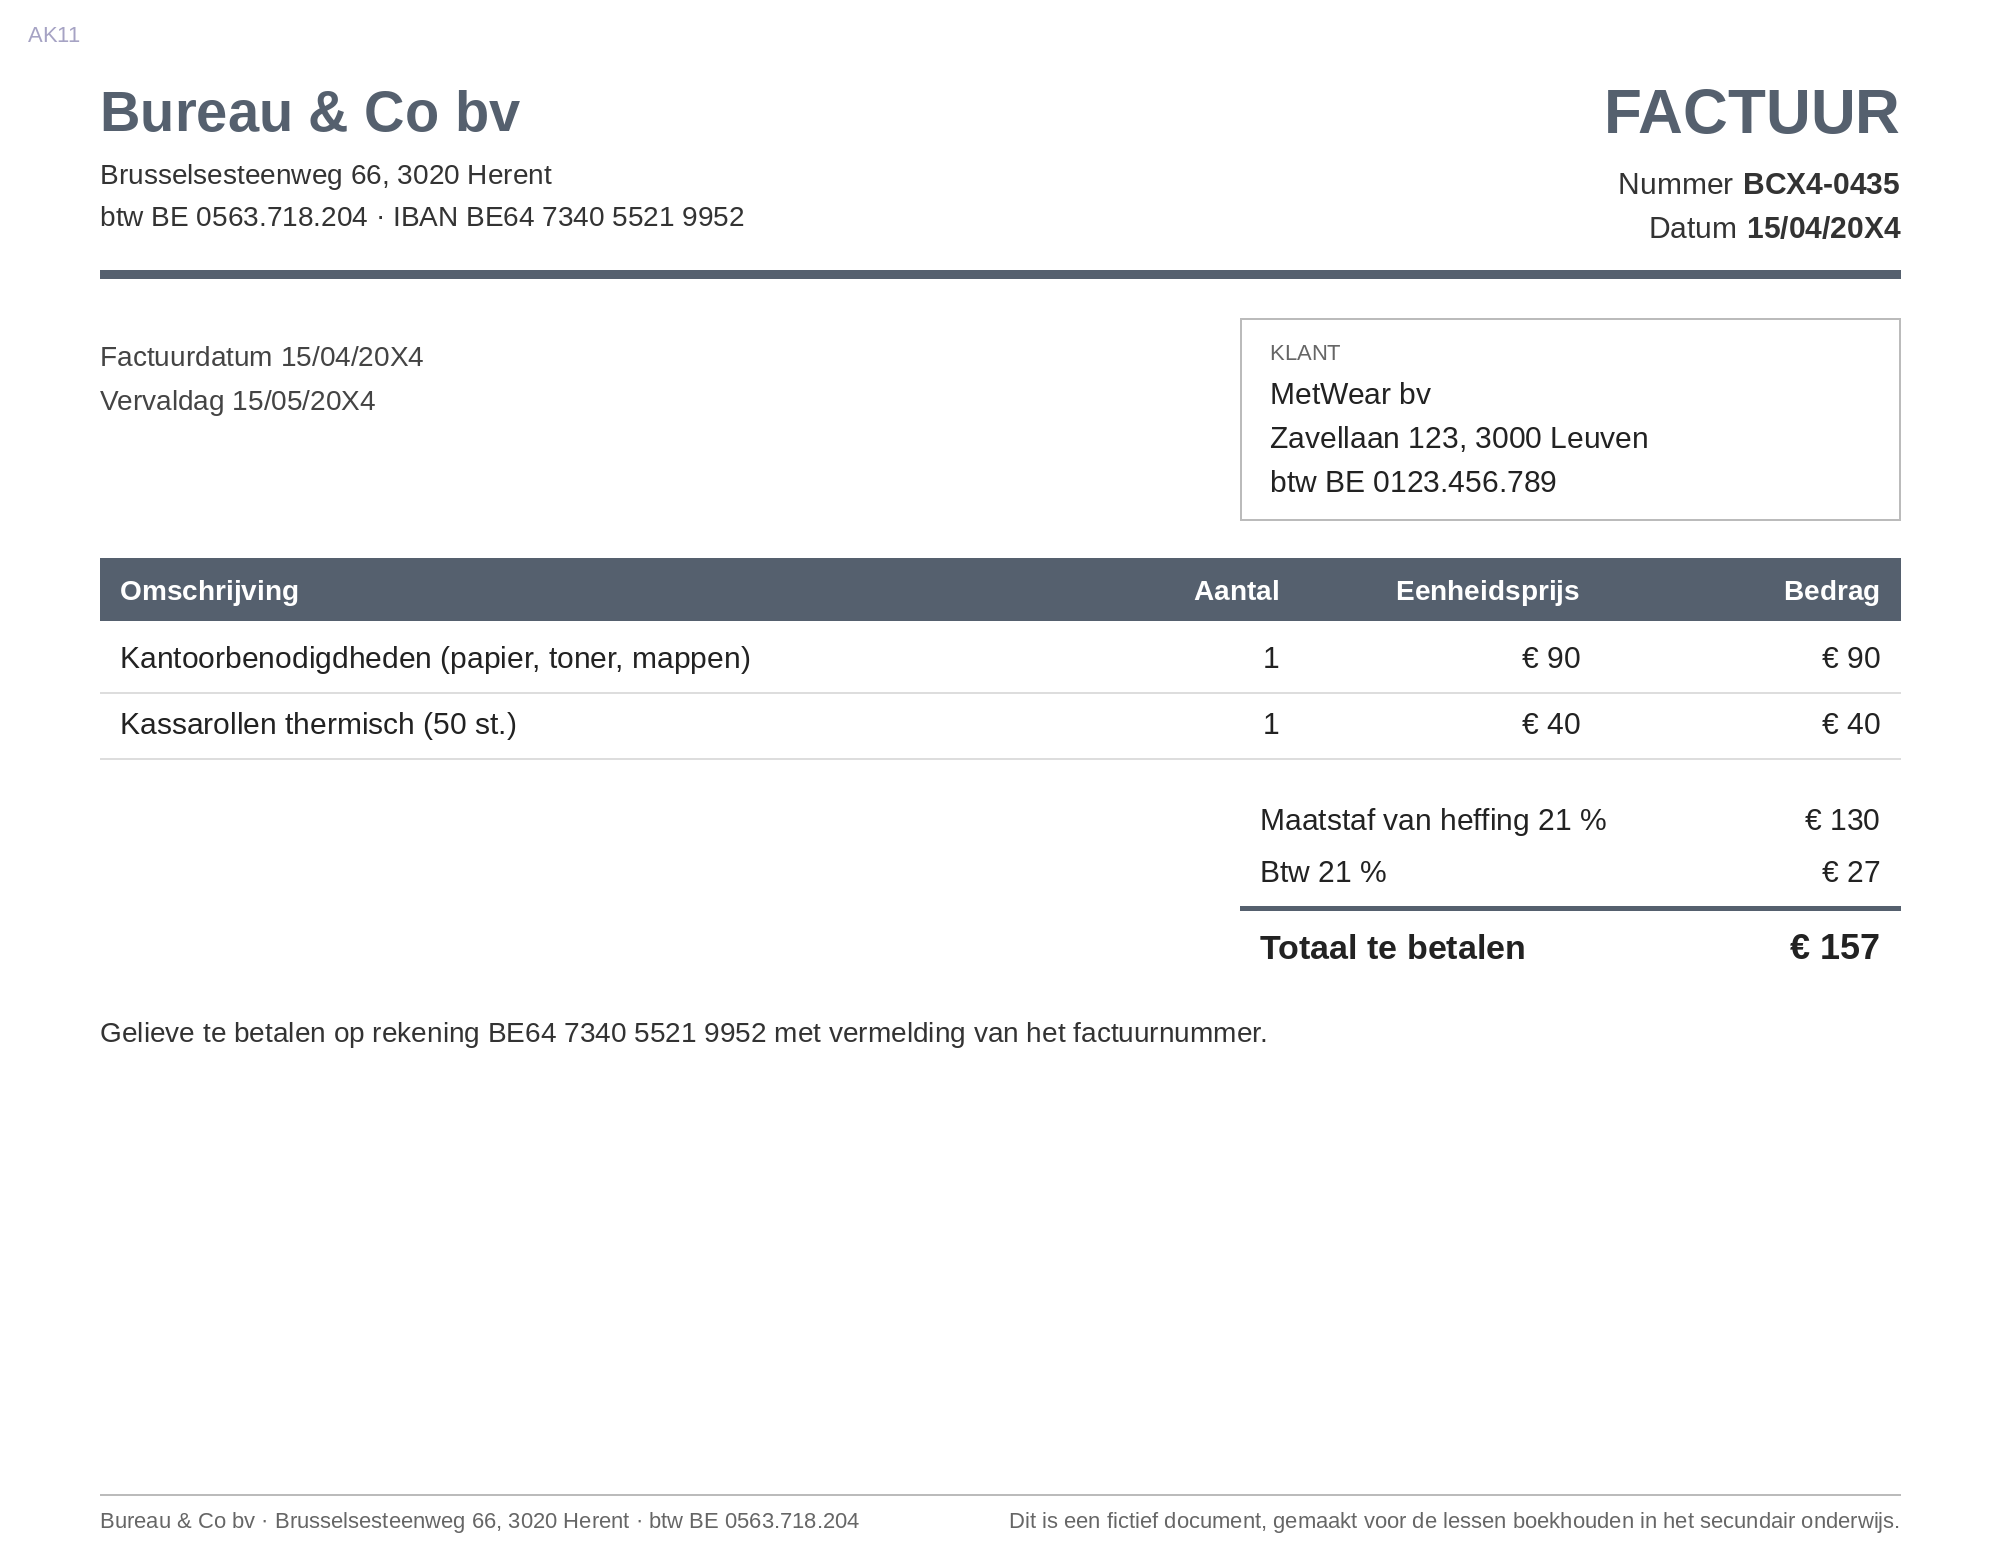 AK11
Bureau & Co bv
FACTUUR
Brusselsesteenweg 66, 3020 Herent
btw BE 0563.718.204 · IBAN BE64 7340 5521 9952
Nummer BCX4-0435
Datum 15/04/20X4
Factuurdatum 15/04/20X4
Vervaldag 15/05/20X4
KLANT
MetWear bv
Zavellaan 123, 3000 Leuven
btw BE 0123.456.789
Omschrijving Aantal Eenheidsprijs Bedrag
Kantoorbenodigdheden (papier, toner, mappen) 1 € 90 € 90
Kassarollen thermisch (50 st.) 1 € 40 € 40
Maatstaf van heffing 21 % € 130
Btw 21 % € 27
Totaal te betalen € 157
Gelieve te betalen op rekening BE64 7340 5521 9952 met vermelding van het factuurnummer.
Bureau & Co bv · Brusselsesteenweg 66, 3020 Herent · btw BE 0563.718.204
Dit is een fictief document, gemaakt voor de lessen boekhouden in het secundair onderwijs.